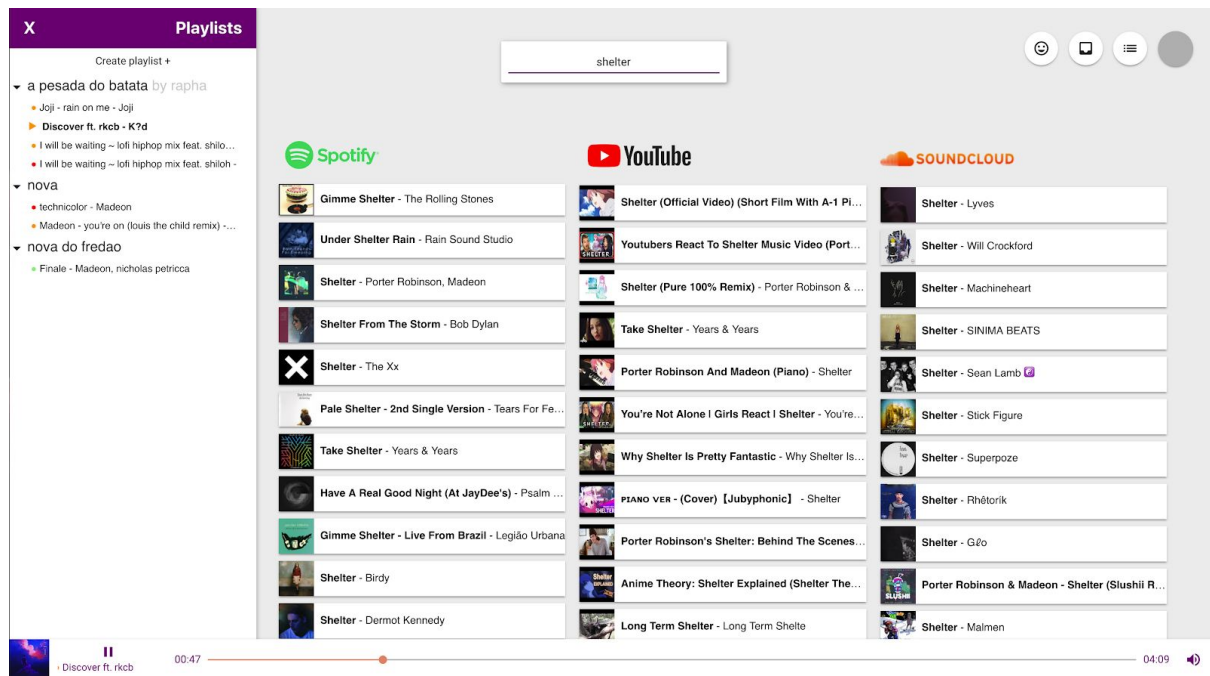 X Playlists
Create playlist +
a pesada do batata by rapha
Joji - rain on me - Joji
Discover ft. rkcb - K?d
I will be waiting ~ lofi hiphop mix feat. shilo...
I will be waiting ~ lofi hiphop mix feat. shiloh -
nova
technicolor - Madeon
Madeon - you're on (louis the child remix) -...
nova do fredao
Finale - Madeon, nicholas petricca
shelter
Spotify
Gimme Shelter - The Rolling Stones
Under Shelter Rain - Rain Sound Studio
Shelter - Porter Robinson, Madeon
Shelter From The Storm - Bob Dylan
Shelter - The Xx
Pale Shelter - 2nd Single Version - Tears For Fe...
Take Shelter - Years & Years
Have A Real Good Night (At JayDee's) - Psalm ...
Gimme Shelter - Live From Brazil - Legião Urbana
Shelter - Birdy
Shelter - Dermot Kennedy
YouTube
Shelter (Official Video) (Short Film With A-1 Pi...
Youtubers React To Shelter Music Video (Port...
Shelter (Pure 100% Remix) - Porter Robinson & ...
Take Shelter - Years & Years
Porter Robinson And Madeon (Piano) - Shelter
You're Not Alone | Girls React | Shelter - You're...
Why Shelter Is Pretty Fantastic - Why Shelter Is...
ᴘɪᴀɴᴏ ᴠᴇʀ - (Cover)【Jubyphonic】 - Shelter
Porter Robinson's Shelter: Behind The Scenes...
Anime Theory: Shelter Explained (Shelter The...
Long Term Shelter - Long Term Shelte
SOUNDCLOUD
Shelter - Lyves
Shelter - Will Crockford
Shelter - Machineheart
Shelter - SINIMA BEATS
Shelter - Sean Lamb ☯
Shelter - Stick Figure
Shelter - Superpoze
Shelter - Rhêtorík
Shelter - Gℓo
Porter Robinson & Madeon - Shelter (Slushii R...
Shelter - Malmen
Discover ft. rkcb
00:47
04:09